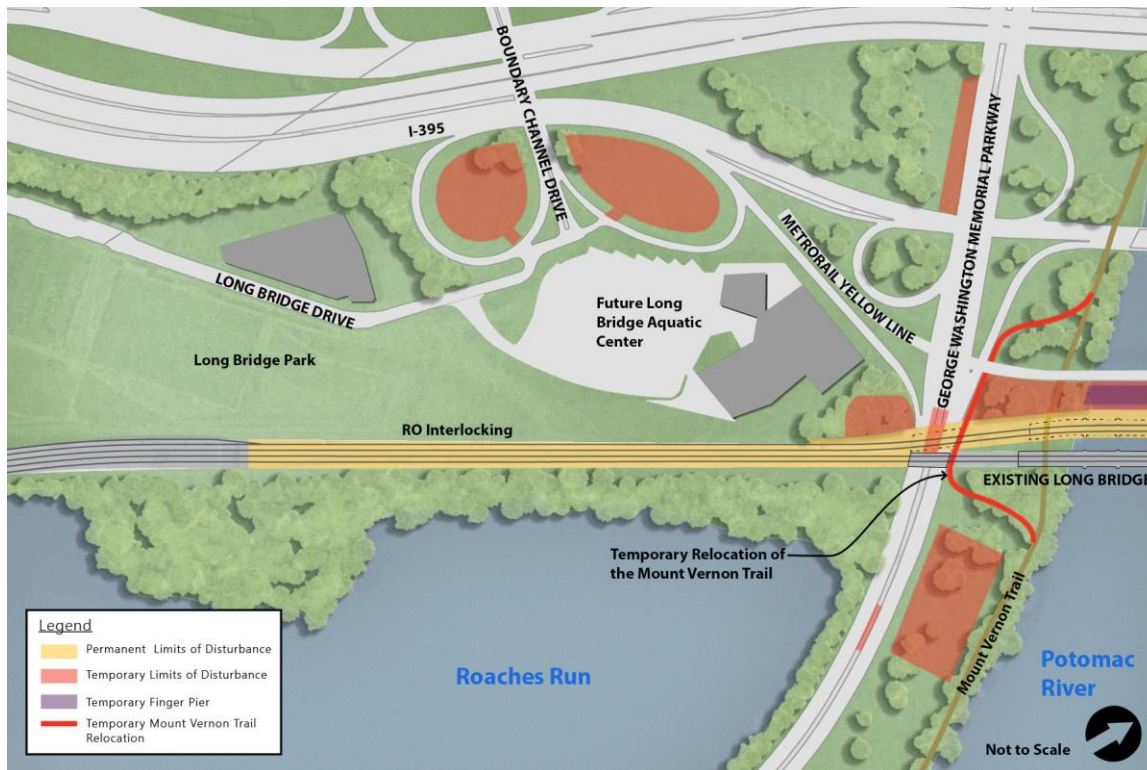 BOUNDARY CHANNEL DRIVE
I-395
GEORGE WASHINGTON MEMORIAL PARKWAY
METRORAIL YELLOW LINE
LONG BRIDGE DRIVE
Future Long
Bridge Aquatic
Center
Long Bridge Park
RO Interlocking
EXISTING LONG BRIDGE
Temporary Relocation of
the Mount Vernon Trail
Mount Vernon Trail
Roaches Run
Potomac
River
Legend
Permanent Limits of Disturbance
Temporary Limits of Disturbance
Temporary Finger Pier
Temporary Mount Vernon Trail
Relocation
Not to Scale